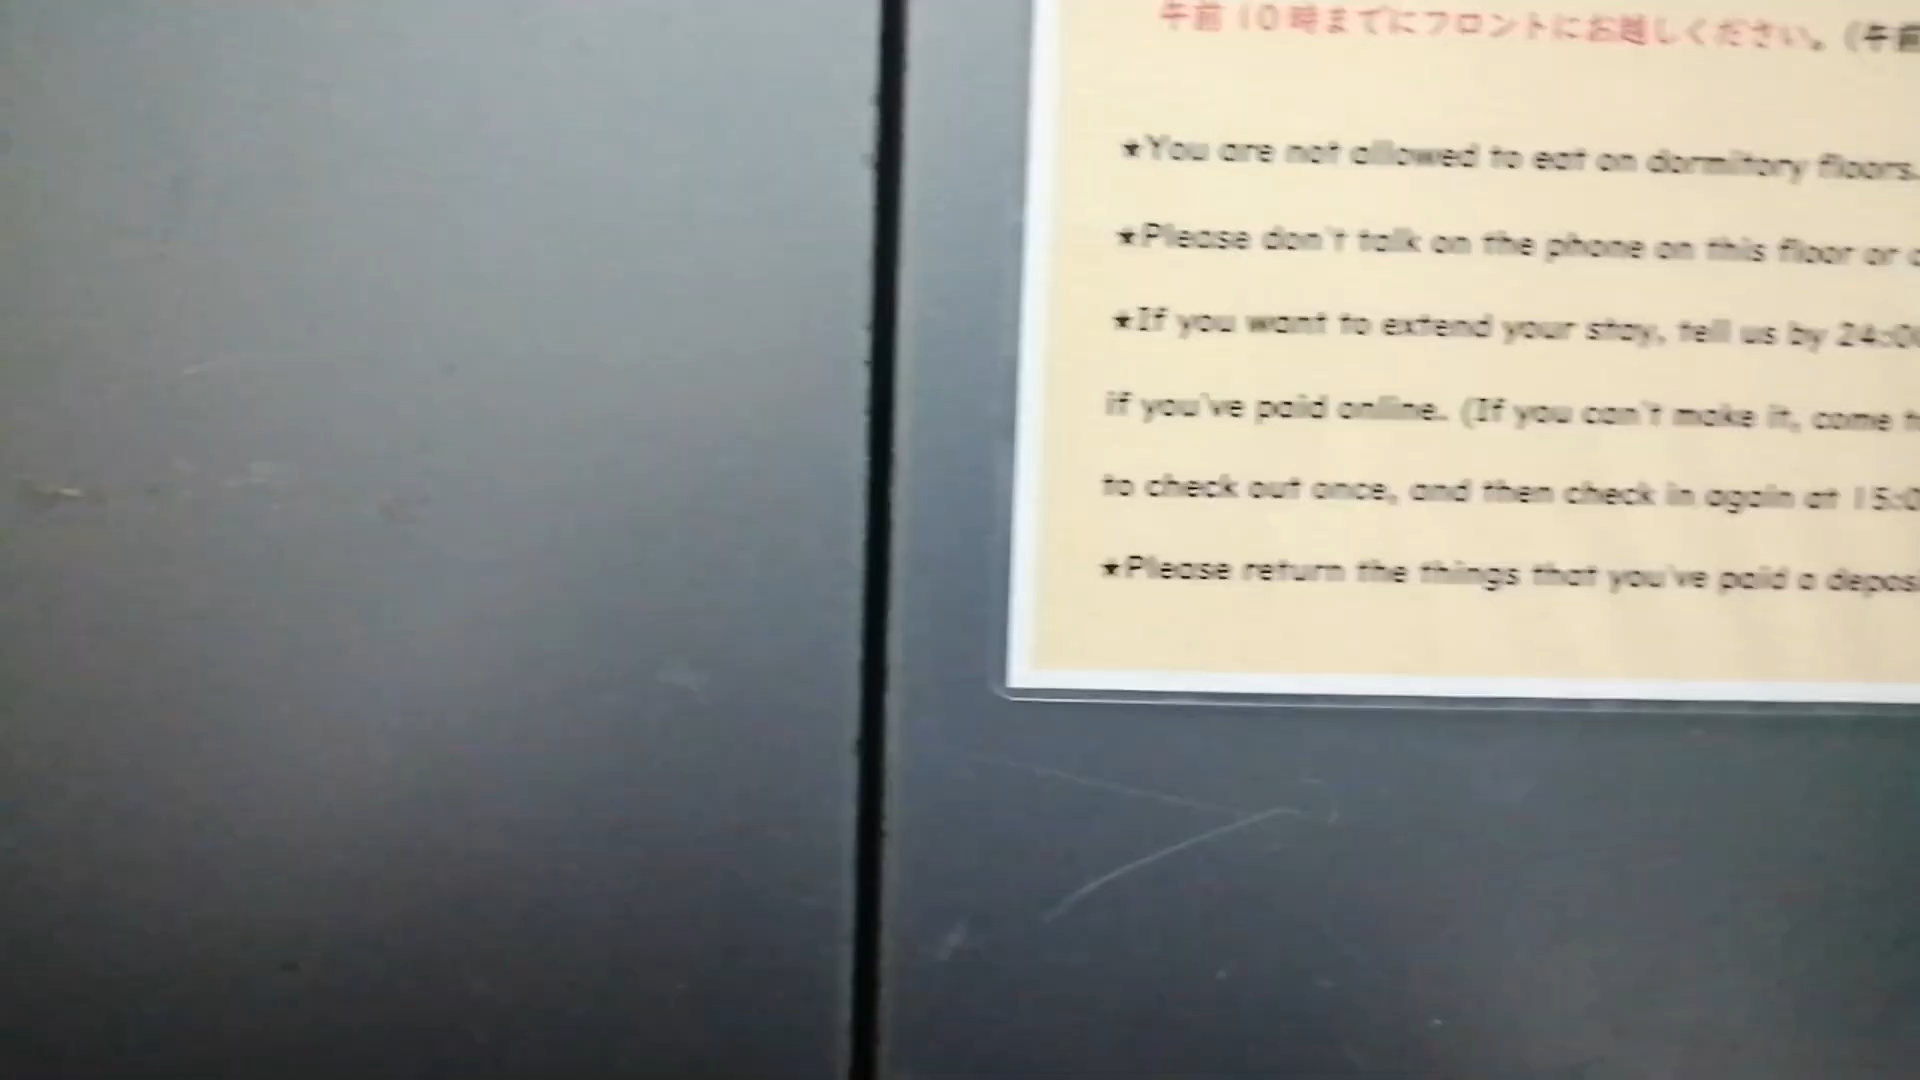 午前10時までにフロントにお越しください。(午前
★You are not allowed to eat on dormitory floors.
★Please don't talk on the phone on this floor or
★If you want to extend your stay, tell us by 24:00
if you've paid online. (If you can't make it, come
to check out once, and then check in again at 15:0
★Please return the things that you've paid a depos